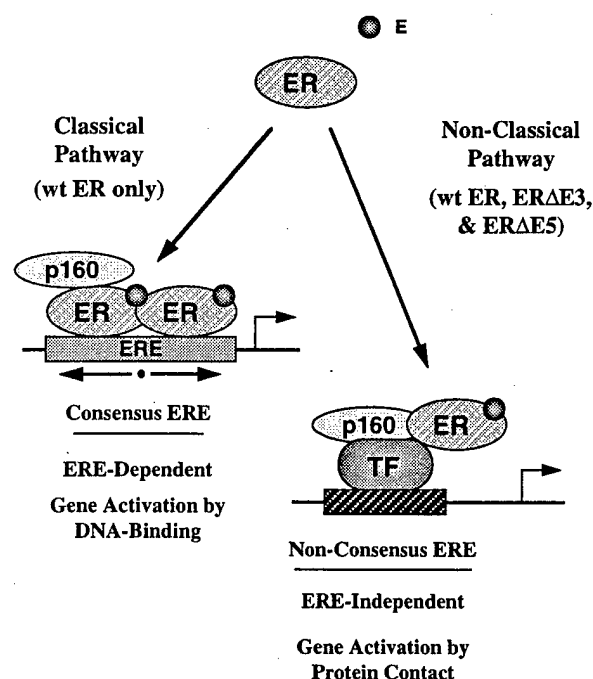 E
ER
Classical
Pathway
(wt ER only)
Non-Classical
Pathway
(wt ER, ERΔE3,
& ERΔE5)
p160
ER ER
ERE
Consensus ERE
ERE-Dependent
Gene Activation by
DNA-Binding
p160 ER
TF
Non-Consensus ERE
ERE-Independent
Gene Activation by
Protein Contact